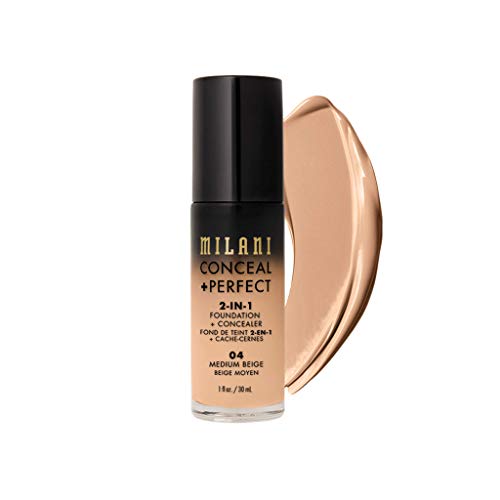 MILANI
CONCEAL
+PERFECT
2-IN-1
FOUNDATION
+ CONCEALER
FOND DE TEINT 2-EN-1
+ CACHE-CERNES
04
MEDIUM BEIGE
BEIGE MOYEN
1 fl oz. / 30 mL